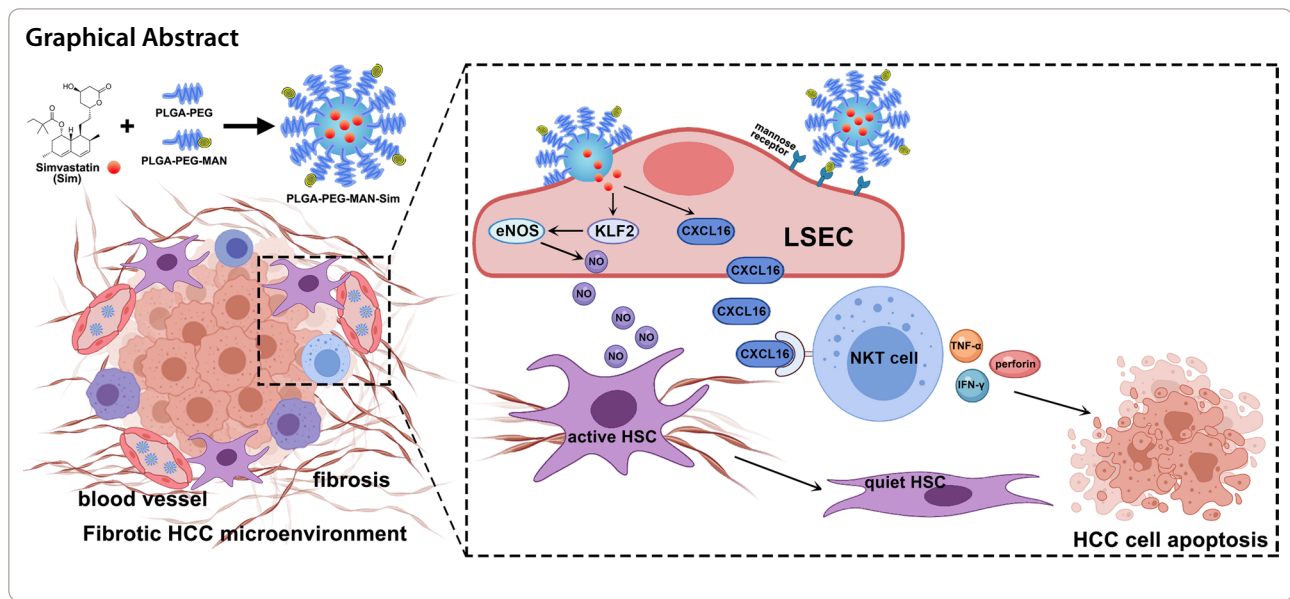 Graphical Abstract
HO
O
O
O
O
H
Simvastatin
(Sim)
+
PLGA-PEG
PLGA-PEG-MAN
PLGA-PEG-MAN-Sim
blood vessel
fibrosis
Fibrotic HCC microenvironment
mannose
receptor
eNOS
KLF2
CXCL16
LSEC
NO
CXCL16
NO
CXCL16
NO
NO
CXCL16
NO
NKT cell
TNF-α
perforin
IFN-γ
active HSC
quiet HSC
HCC cell apoptosis